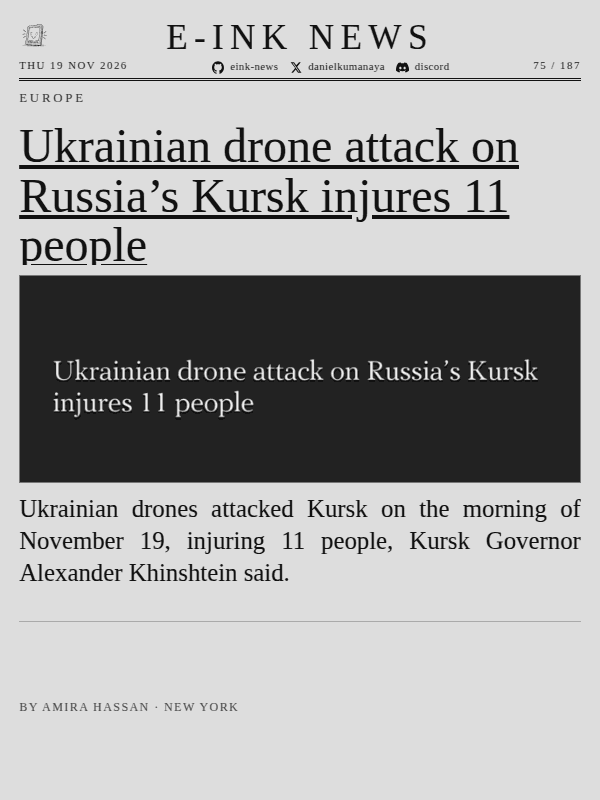 E-INK NEWS
THU 19 NOV 2026
eink-news danielkumanaya discord
75 / 187
EUROPE
Ukrainian drone attack on
Russia’s Kursk injures 11
people
Ukrainian drone attack on Russia’s Kursk
injures 11 people
Ukrainian drones attacked Kursk on the morning of
November 19, injuring 11 people, Kursk Governor
Alexander Khinshtein said.
BY AMIRA HASSAN · NEW YORK